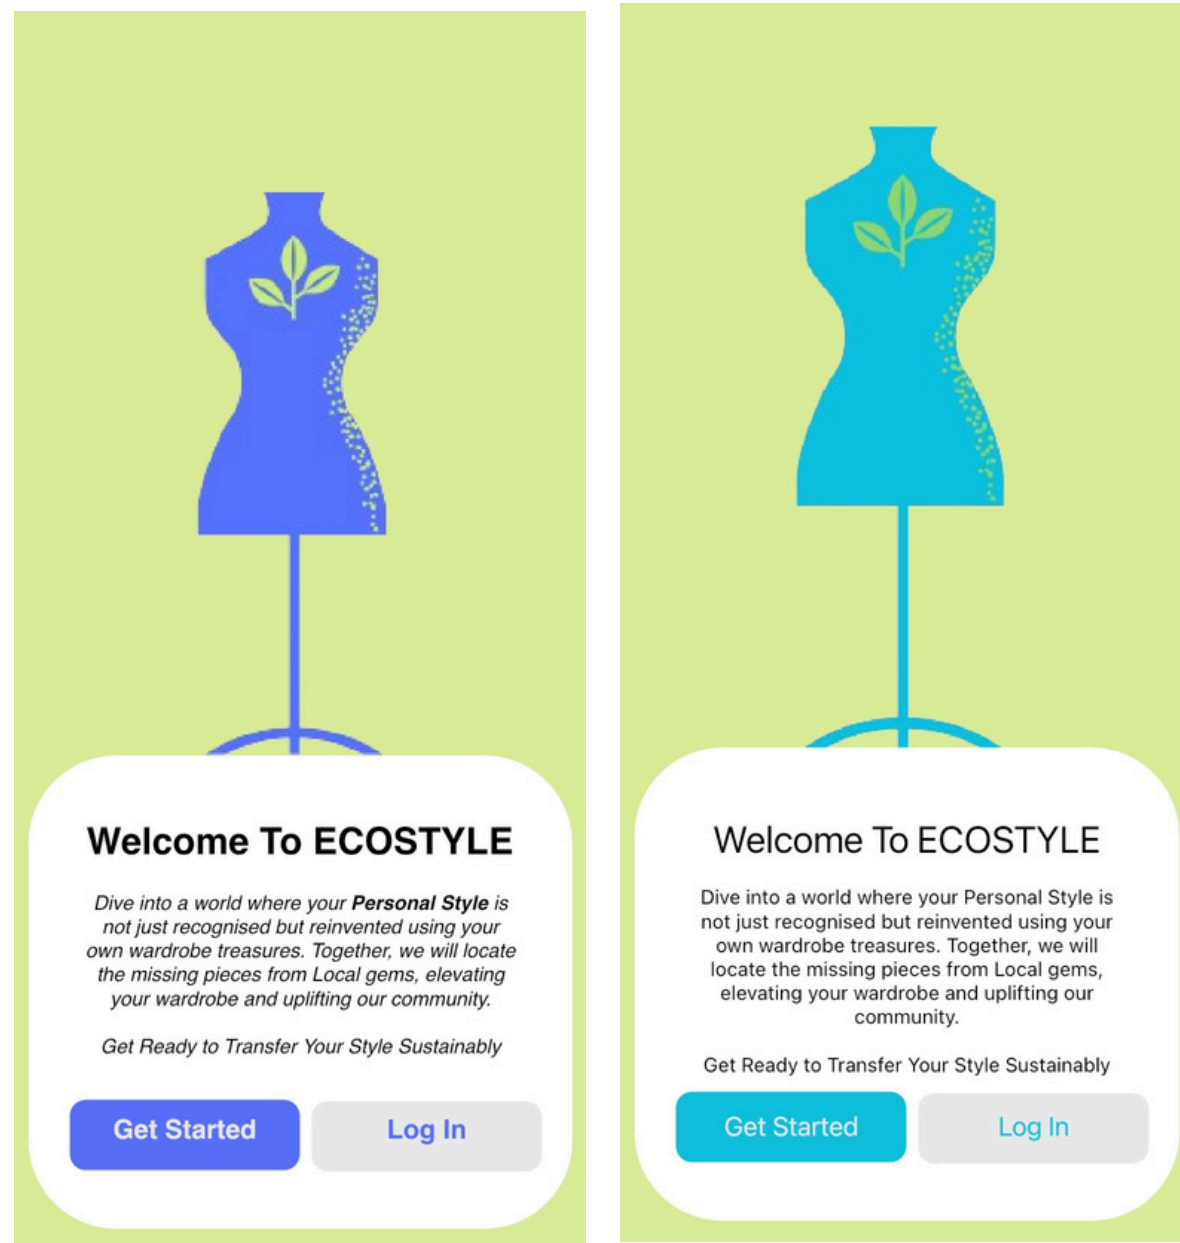 Welcome To ECOSTYLE
Dive into a world where your Personal Style is
not just recognised but reinvented using your
own wardrobe treasures. Together, we will locate
the missing pieces from Local gems, elevating
your wardrobe and uplifting our community.
Get Ready to Transfer Your Style Sustainably
Get Started
Log In
Welcome To ECOSTYLE
Dive into a world where your Personal Style is
not just recognised but reinvented using your
own wardrobe treasures. Together, we will
locate the missing pieces from Local gems,
elevating your wardrobe and uplifting our
community.
Get Ready to Transfer Your Style Sustainably
Get Started
Log In